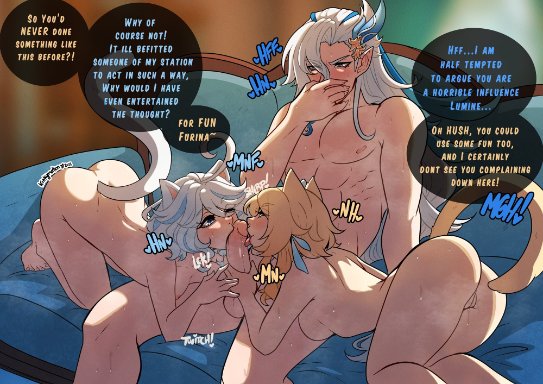 So You'd
NEVER done
something like
this before?!
Why of
course not!
It ill befitted
someone of my station
to act in such a way,
Why would I have
even entertained
the thought?
for FUN
Furina~
Hff..
Hn
Hff...I am
half tempted
to argue you are
a horrible influence
Lumine...
Oh HUSH, you could
use some fun too,
and I certainly
dont see you complaining
down here!
MGH!
MNF
NH
HN
LCK!
MN
TWITCH!